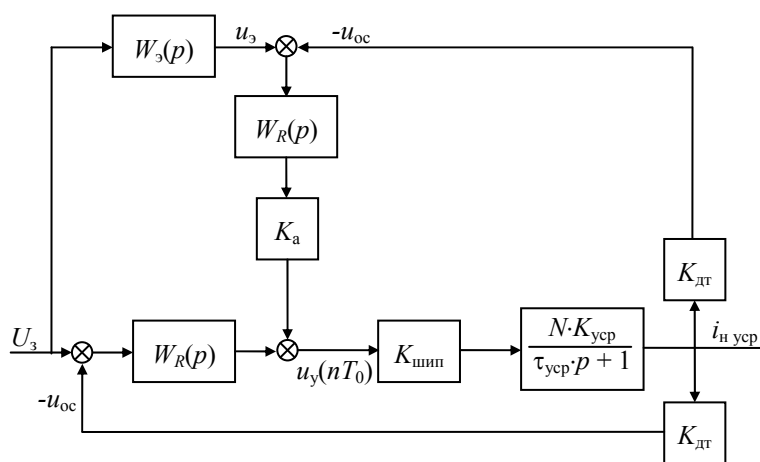 W_э(p)
u_э
-u_ос
W_R(p)
K_а
K_дт
U_з
W_R(p)
u_у(nT_0)
K_шип
N·K_уср
τ_уср·p + 1
i_н уср
-u_ос
K_дт